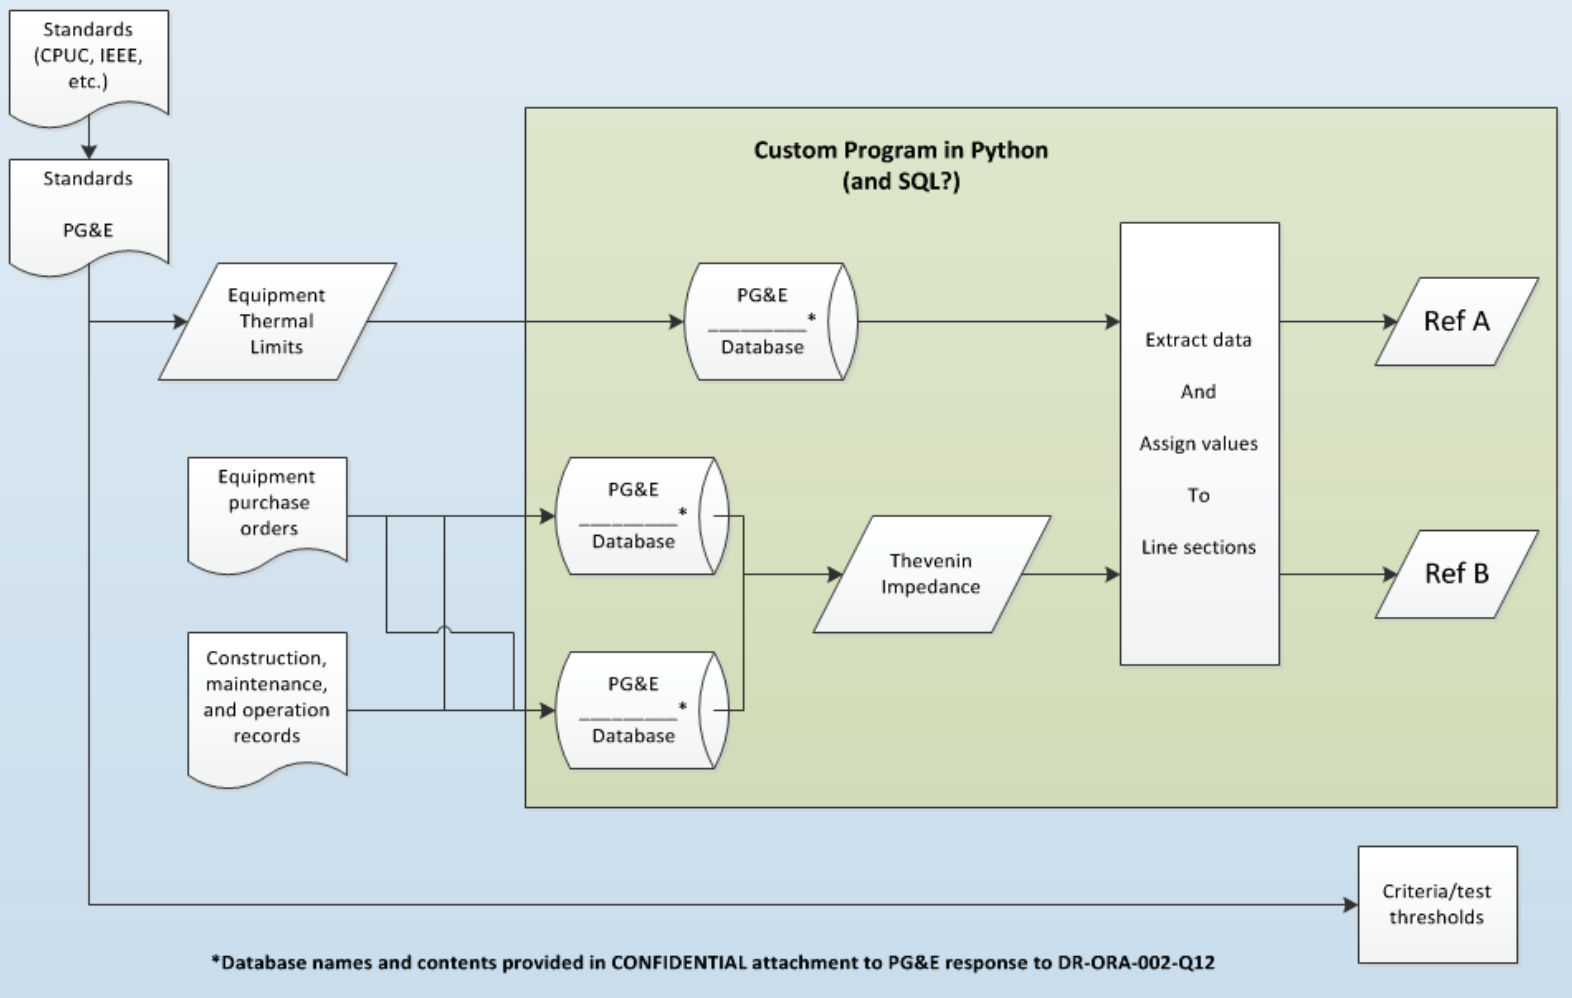 Standards
(CPUC, IEEE,
etc.)
Standards
PG&E
Custom Program in Python
(and SQL?)
Equipment
Thermal
Limits
PG&E
_________*
Database
Extract data
And
Assign values
To
Line sections
Ref A
Equipment
purchase
orders
PG&E
_________*
Database
Thevenin
Impedance
Ref B
Construction,
maintenance,
and operation
records
PG&E
_________*
Database
Criteria/test
thresholds
*Database names and contents provided in CONFIDENTIAL attachment to PG&E response to DR-ORA-002-Q12